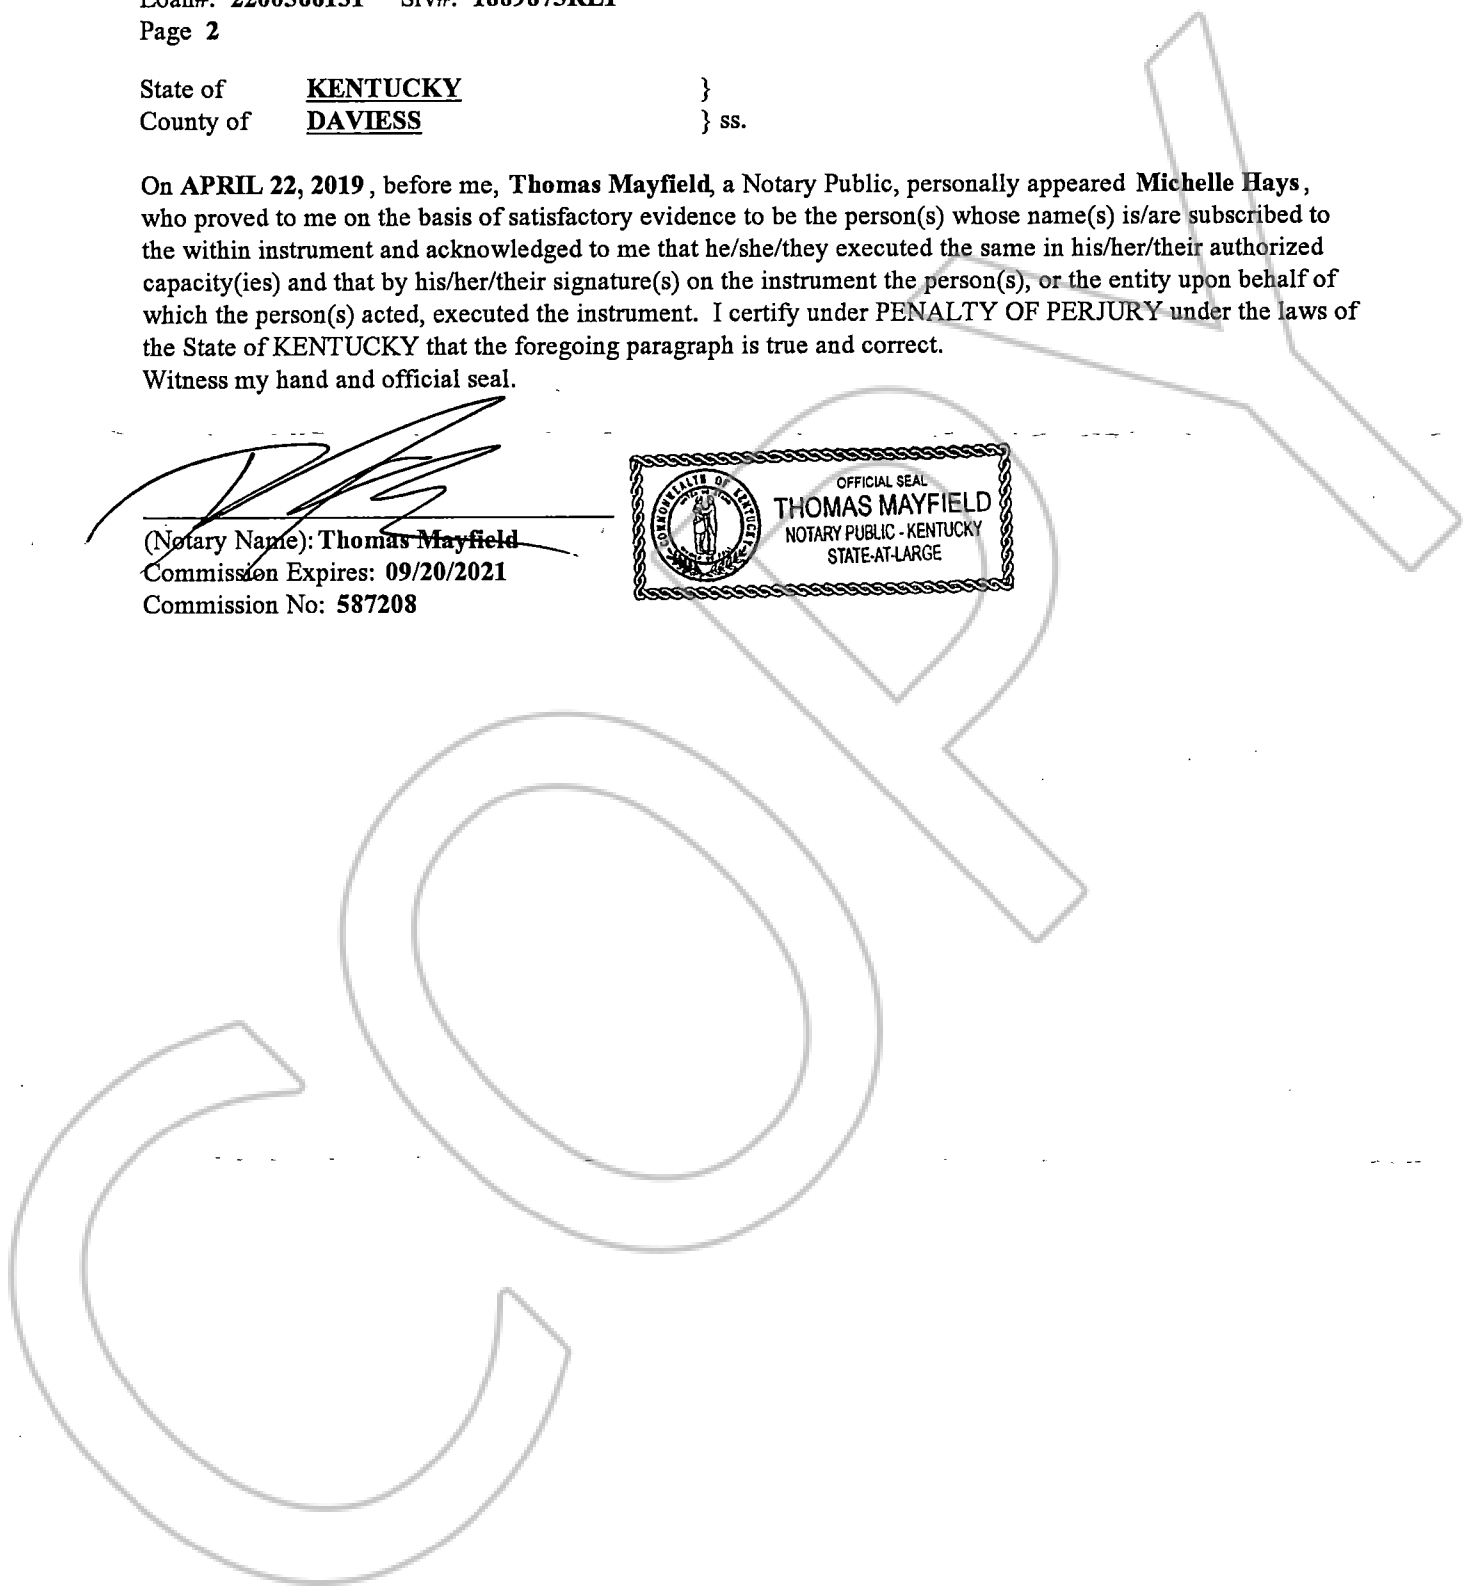 Page 2
State of KENTUCKY }
County of DAVIESS } ss.
On APRIL 22, 2019 , before me, Thomas Mayfield, a Notary Public, personally appeared Michelle Hays ,
who proved to me on the basis of satisfactory evidence to be the person(s) whose name(s) is/are subscribed to
the within instrument and acknowledged to me that he/she/they executed the same in his/her/their authorized
capacity(ies) and that by his/her/their signature(s) on the instrument the person(s), or the entity upon behalf of
which the person(s) acted, executed the instrument. I certify under PENALTY OF PERJURY under the laws of
the State of KENTUCKY that the foregoing paragraph is true and correct.
Witness my hand and official seal.
(Notary Name): Thomas Mayfield
Commission Expires: 09/20/2021
Commission No: 587208
COMMONWEALTH OF KENTUCKY
OFFICIAL SEAL
THOMAS MAYFIELD
NOTARY PUBLIC - KENTUCKY
STATE-AT-LARGE
COPY